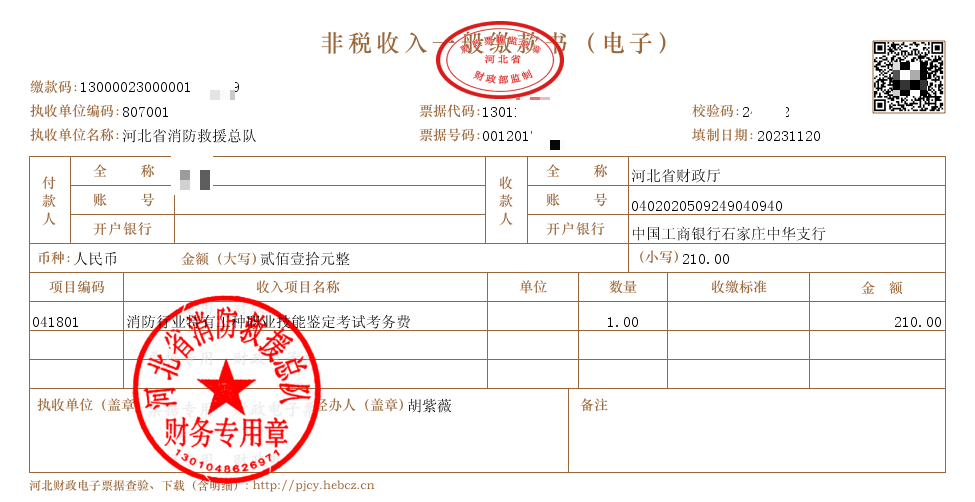 非税收入一般缴款书（电子）
河北省
财政部监制
缴款码:13000023000001 9
执收单位编码:807001 票据代码:1301 校验码:2 2
执收单位名称:河北省消防救援总队 票据号码:001201 填制日期:20231120
付款人 全 称 收款人 全 称 河北省财政厅
账 号 账 号 0402020509249040940
开户银行 开户银行 中国工商银行石家庄中华支行
币种:人民币 金额（大写）贰佰壹拾元整 （小写）210.00
项目编码 收入项目名称 单位 数量 收缴标准 金 额
041801 消防行业特有工种职业技能鉴定考试考务费 1.00 210.00
执收单位（盖章 经办人（盖章）胡紫薇 备注
河北省消防救援总队
财务专用章
1301048626971
河北财政电子票据查验、下载（含明细）: http://pjcy.hebcz.cn